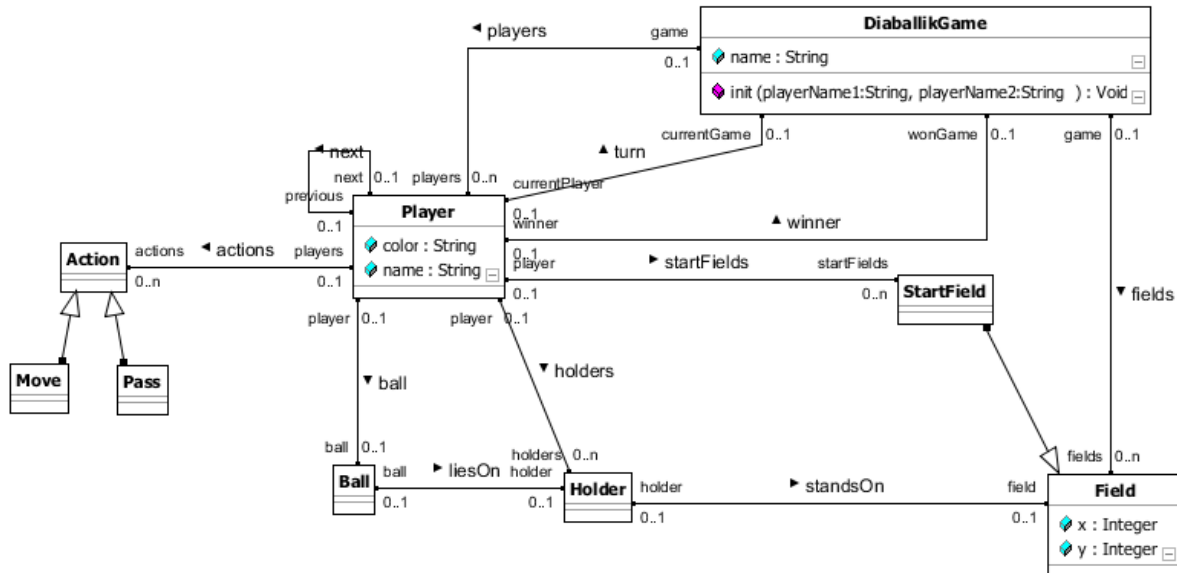 DiaballikGame
name : String
init (playerName1:String, playerName2:String ) : Void
◄ players
game
0..1
currentGame 0..1
wonGame 0..1
game 0..1
▲ turn
◄ next
next 0..1
previous
0..1
players 0..n
currentPlayer
0..1
winner
0..1
▲ winner
Player
color : String
name : String
Action
actions
0..n
◄ actions
players
0..1
player
0..1
► startFields
startFields
0..n
StartField
▼ fields
player 0..1
player 0..1
Move
Pass
▼ ball
▼ holders
ball 0..1
holders 0..n
fields 0..n
Ball
ball
0..1
► liesOn
holder
0..1
Holder
holder
0..1
► standsOn
field
0..1
Field
x : Integer
y : Integer